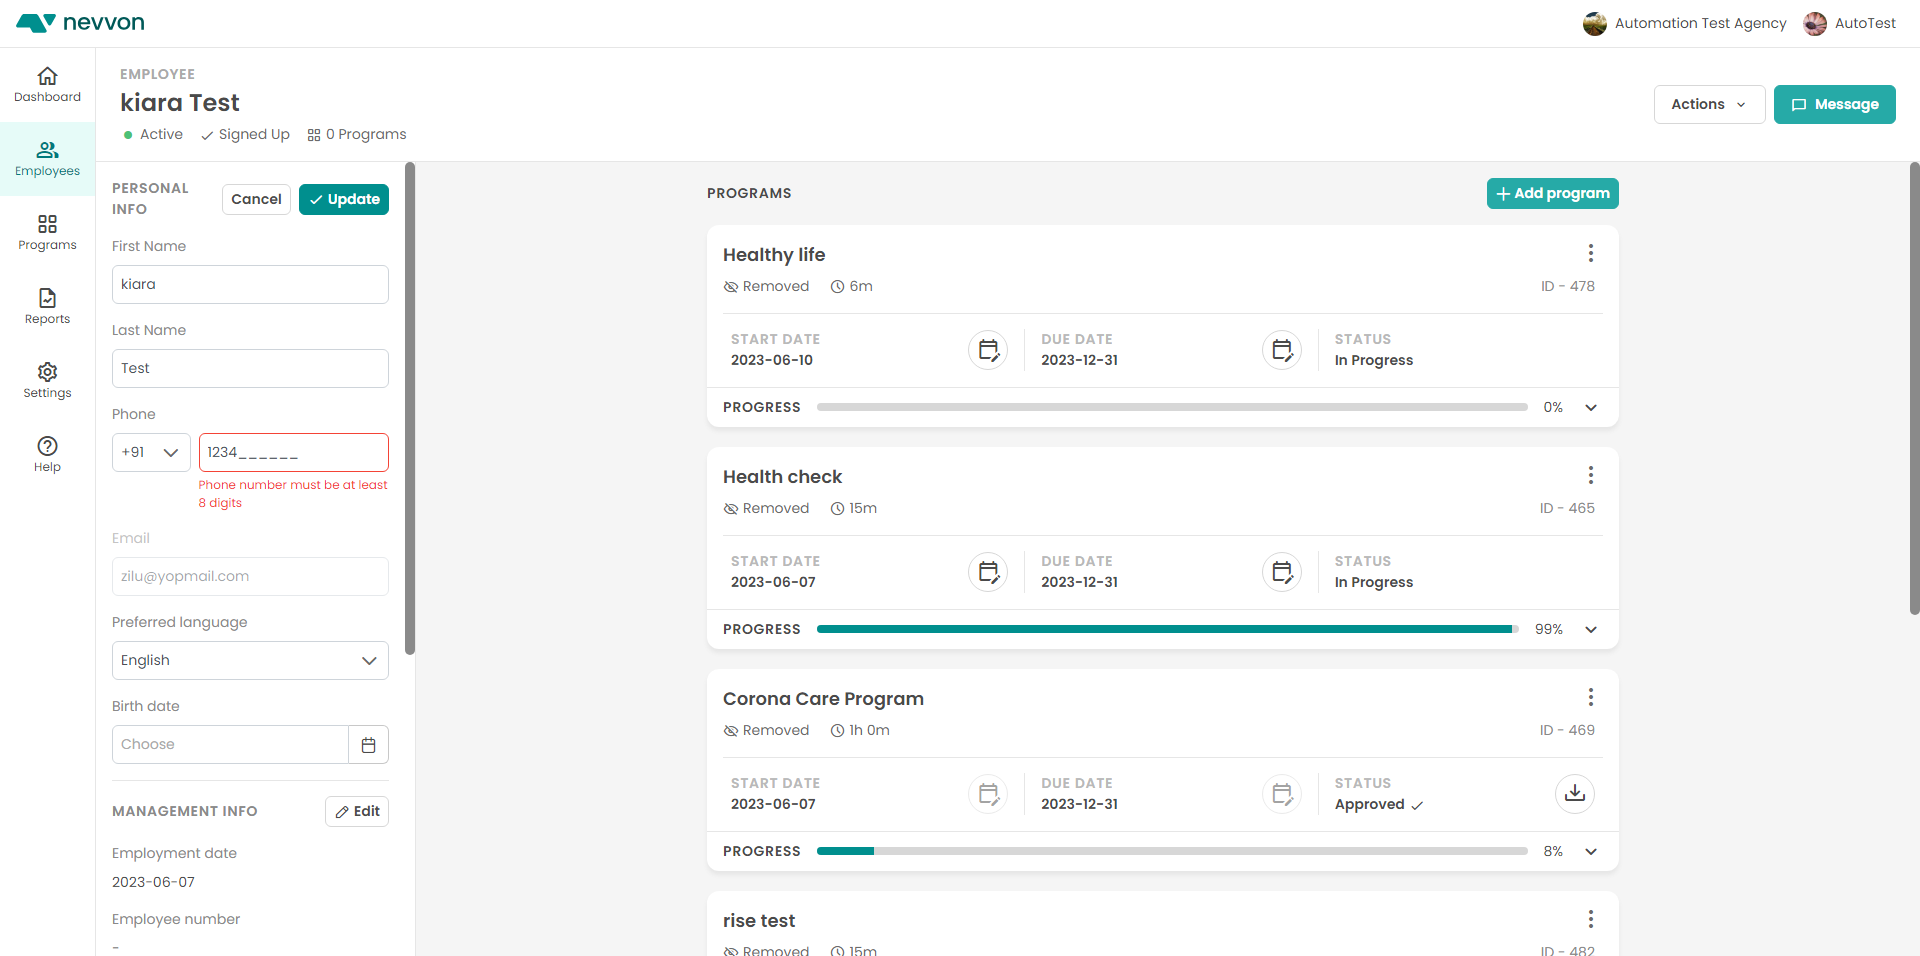 nevvon
Automation Test Agency
AutoTest
Dashboard
Employees
Programs
Reports
Settings
Help
EMPLOYEE
kiara Test
Active
Signed Up
0 Programs
Actions
Message
PERSONAL
INFO
Cancel
Update
First Name
kiara
Last Name
Test
Phone
+91
1234______
Phone number must be at least
8 digits
Email
zilu@yopmail.com
Preferred language
English
Birth date
Choose
MANAGEMENT INFO
Edit
Employment date
2023-06-07
Employee number
-
PROGRAMS
Add program
Healthy life
Removed 6m ID - 478
START DATE DUE DATE STATUS
2023-06-10 2023-12-31 In Progress
PROGRESS 0%
Health check
Removed 15m ID - 465
START DATE DUE DATE STATUS
2023-06-07 2023-12-31 In Progress
PROGRESS 99%
Corona Care Program
Removed 1h 0m ID - 469
START DATE DUE DATE STATUS
2023-06-07 2023-12-31 Approved
PROGRESS 8%
rise test
Removed 15m ID - 482